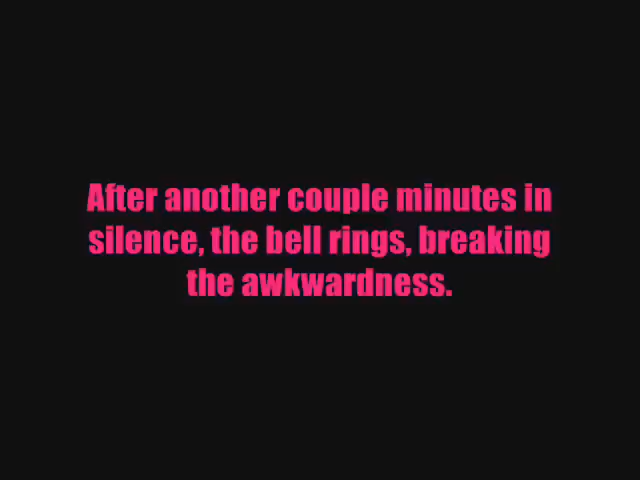 After another couple minutes in
silence, the bell rings, breaking
the awkwardness.